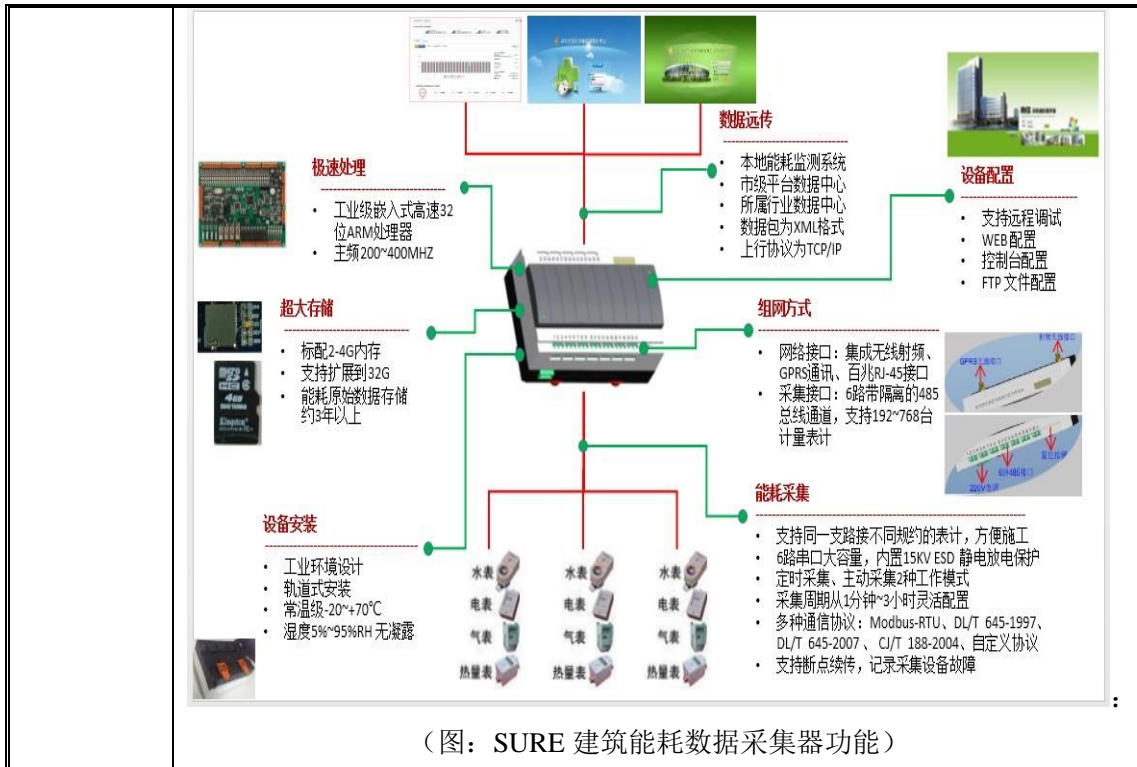 数据远传
本地能耗监测系统
市级平台数据中心
所属行业数据中心
数据包为XML格式
上行协议为TCP/IP
极速处理
工业级嵌入式高速32
位ARM处理器
主频200~400MHZ
设备配置
支持远程调试
WEB配置
控制台配置
FTP文件配置
超大存储
标配2-4G内存
支持扩展到32G
能耗原始数据存储
约3年以上
micro
SD
HC
4GB
Kingston
组网方式
网络接口：集成无线射频、
GPRS通讯、百兆RJ-45接口
采集接口：6路带隔离的485
总线通道，支持192~768台
计量表计
射频天线接口
GPRS天线接口
复位按钮
220V电源
设备安装
工业环境设计
轨道式安装
常温级-20~+70℃
湿度5%~95%RH 无凝露
水表 水表 水表
电表 电表 电表
气表 气表 气表
热量表 热量表 热量表
能耗采集
支持同一支路接不同规约的表计，方便施工
6路串口大容量，内置15KV ESD 静电放电保护
定时采集、主动采集2种工作模式
采集周期从1分钟~3小时灵活配置
多种通信协议：Modbus-RTU、DL/T 645-1997、
DL/T 645-2007 、 CJ/T 188-2004、自定义协议
支持断点续传，记录采集设备故障
：
（图：SURE 建筑能耗数据采集器功能）